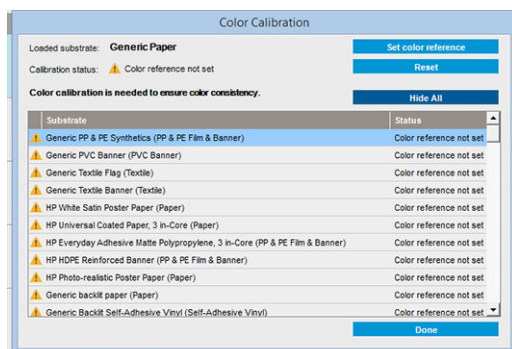 Color Calibration
Loaded substrate: Generic Paper Set color reference
Calibration status: Color reference not set Reset
Color calibration is needed to ensure color consistency. Hide All
Substrate Status
Generic PP & PE Synthetics (PP & PE Film & Banner) Color reference not set
Generic PVC Banner (PVC Banner) Color reference not set
Generic Textile Flag (Textile) Color reference not set
Generic Textile Banner (Textile) Color reference not set
HP White Satin Poster Paper (Paper) Color reference not set
HP Universal Coated Paper, 3 in-Core (Paper) Color reference not set
HP Everyday Adhesive Matte Polypropylene, 3 in-Core (PP & PE Film & Banner) Color reference not set
HP HDPE Reinforced Banner (PP & PE Film & Banner) Color reference not set
HP Photo-realistic Poster Paper (Paper) Color reference not set
Generic backlit paper (Paper) Color reference not set
Generic Backlit Self-Adhesive Vinyl (Self-Adhesive Vinyl) Color reference not set
Done